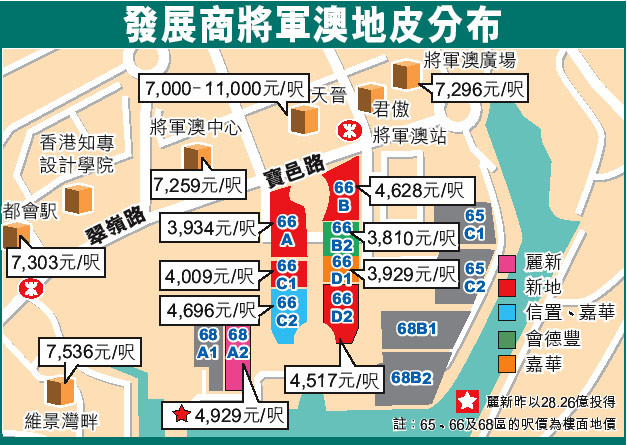 發展商將軍澳地皮分布
將軍澳廣場
7,296元/呎
7,000-11,000元/呎
天晉
君傲
將軍澳站
將軍澳中心
7,259元/呎
香港知專
設計學院
寶邑路
翠嶺路
都會駅
7,303元/呎
66
B
4,628元/呎
3,934元/呎
66
A
66
B2
3,810元/呎
65
C1
4,009元/呎
66
C1
66
D1
3,929元/呎
65
C2
4,696元/呎
66
C2
66
D2
68
A1
68
A2
68B1
68B2
7,536元/呎
維景灣畔
4,517元/呎
4,929元/呎
麗新
新地
信置、嘉華
會德豐
嘉華
麗新昨以28.26億投得
註：65、66及68區的呎價為樓面地價